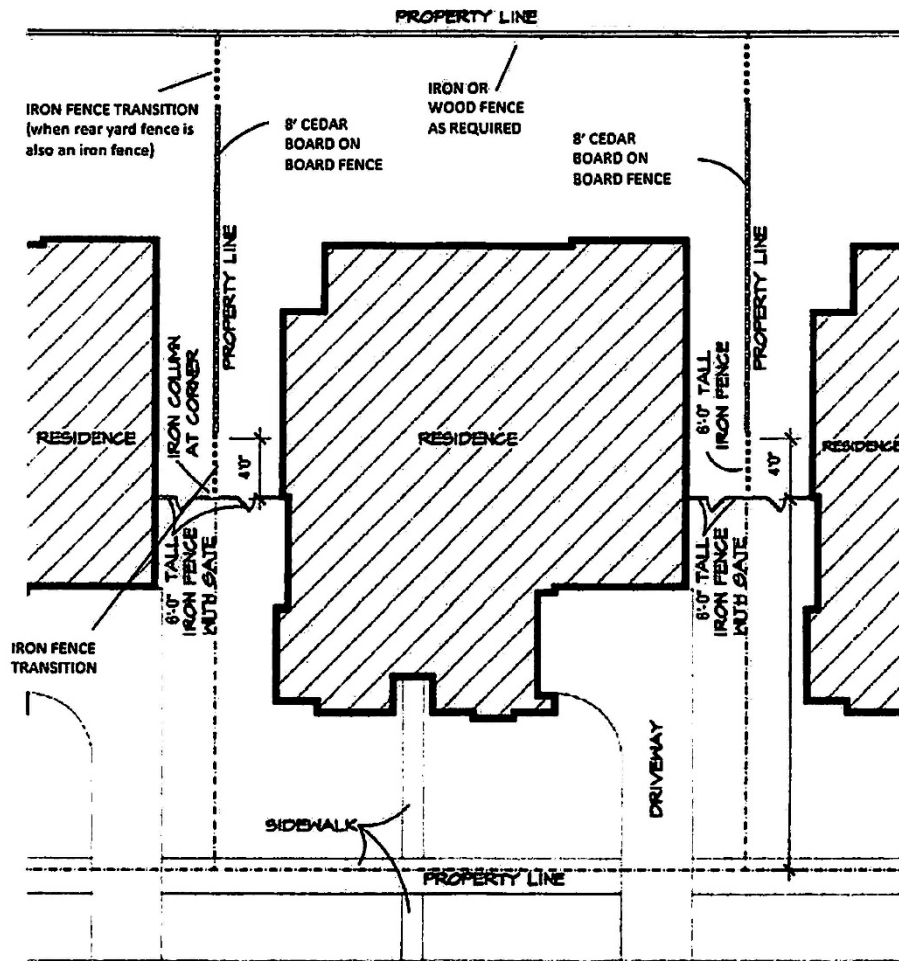 PROPERTY LINE
IRON FENCE TRANSITION
(when rear yard fence is
also an iron fence)
IRON OR
WOOD FENCE
AS REQUIRED
8' CEDAR
BOARD ON
BOARD FENCE
8' CEDAR
BOARD ON
BOARD FENCE
PROPERTY LINE
PROPERTY LINE
IRON COLUMN
AT CORNER
6'-0" TALL
IRON FENCE
RESIDENCE
RESIDENCE
RESIDENCE
4'0"
4'0"
6'-0" TALL
IRON FENCE
WITH GATE
6'-0" TALL
IRON FENCE
WITH GATE
IRON FENCE
TRANSITION
DRIVEWAY
SIDEWALK
PROPERTY LINE